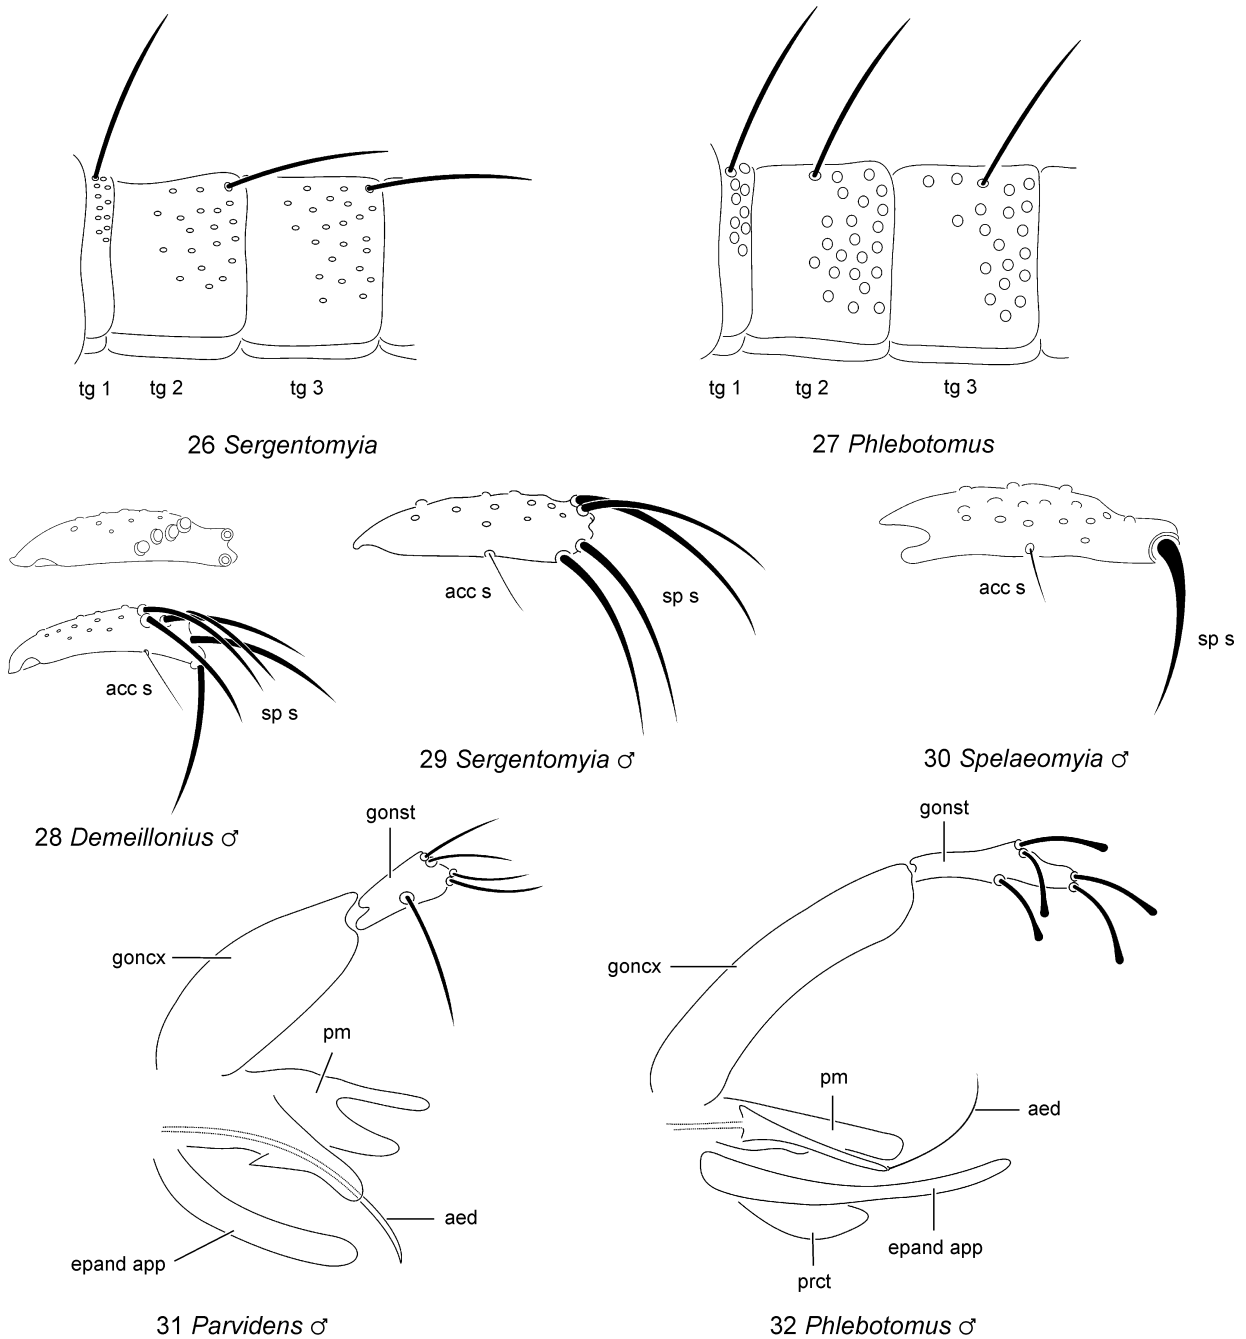 tg 1 tg 2 tg 3
tg 1 tg 2 tg 3
26 Sergentomyia
27 Phlebotomus
acc s
sp s
acc s
sp s
acc s
sp s
28 Demeillonius ♂
29 Sergentomyia ♂
30 Spelaeomyia ♂
gonst
goncx
pm
aed
epand app
31 Parvidens ♂
gonst
goncx
pm
aed
epand app
prct
32 Phlebotomus ♂